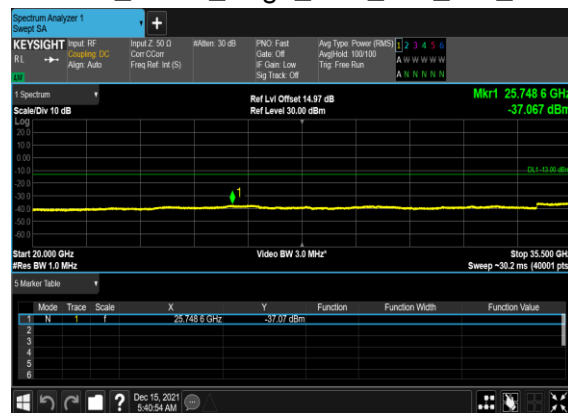 Spectrum Analyzer 1
Swept SA
+
KEYSIGHT Input: RF Input Z: 50 Ω #Atten: 30 dB PNO: Fast Avg Type: Power (RMS) 1 2 3 4 5 6
RL Coupling: DC Corr CCorr Gate: Off Avg|Hold: 100/100 A W W W W W
Align: Auto Freq Ref: Int (S) IF Gain: Low Trig: Free Run
Sig Track: Off A N N N N N
1 Spectrum Ref Lvl Offset 14.97 dB Mkr1 25.748 6 GHz
Scale/Div 10 dB Ref Level 30.00 dBm -37.067 dBm
Log
20.0
10.0
0.00
-10.0 DL1 -13.00 dBm
-20.0
-30.0 1
-40.0
-50.0
-60.0
Start 20.000 GHz Video BW 3.0 MHz* Stop 35.500 GHz
#Res BW 1.0 MHz Sweep ~30.2 ms (40001 pts)
5 Marker Table
Mode Trace Scale X Y Function Function Width Function Value
1 N 1 f 25.748 6 GHz -37.07 dBm
2
3
4
5
6
? Dec 15, 2021
5:40:54 AM